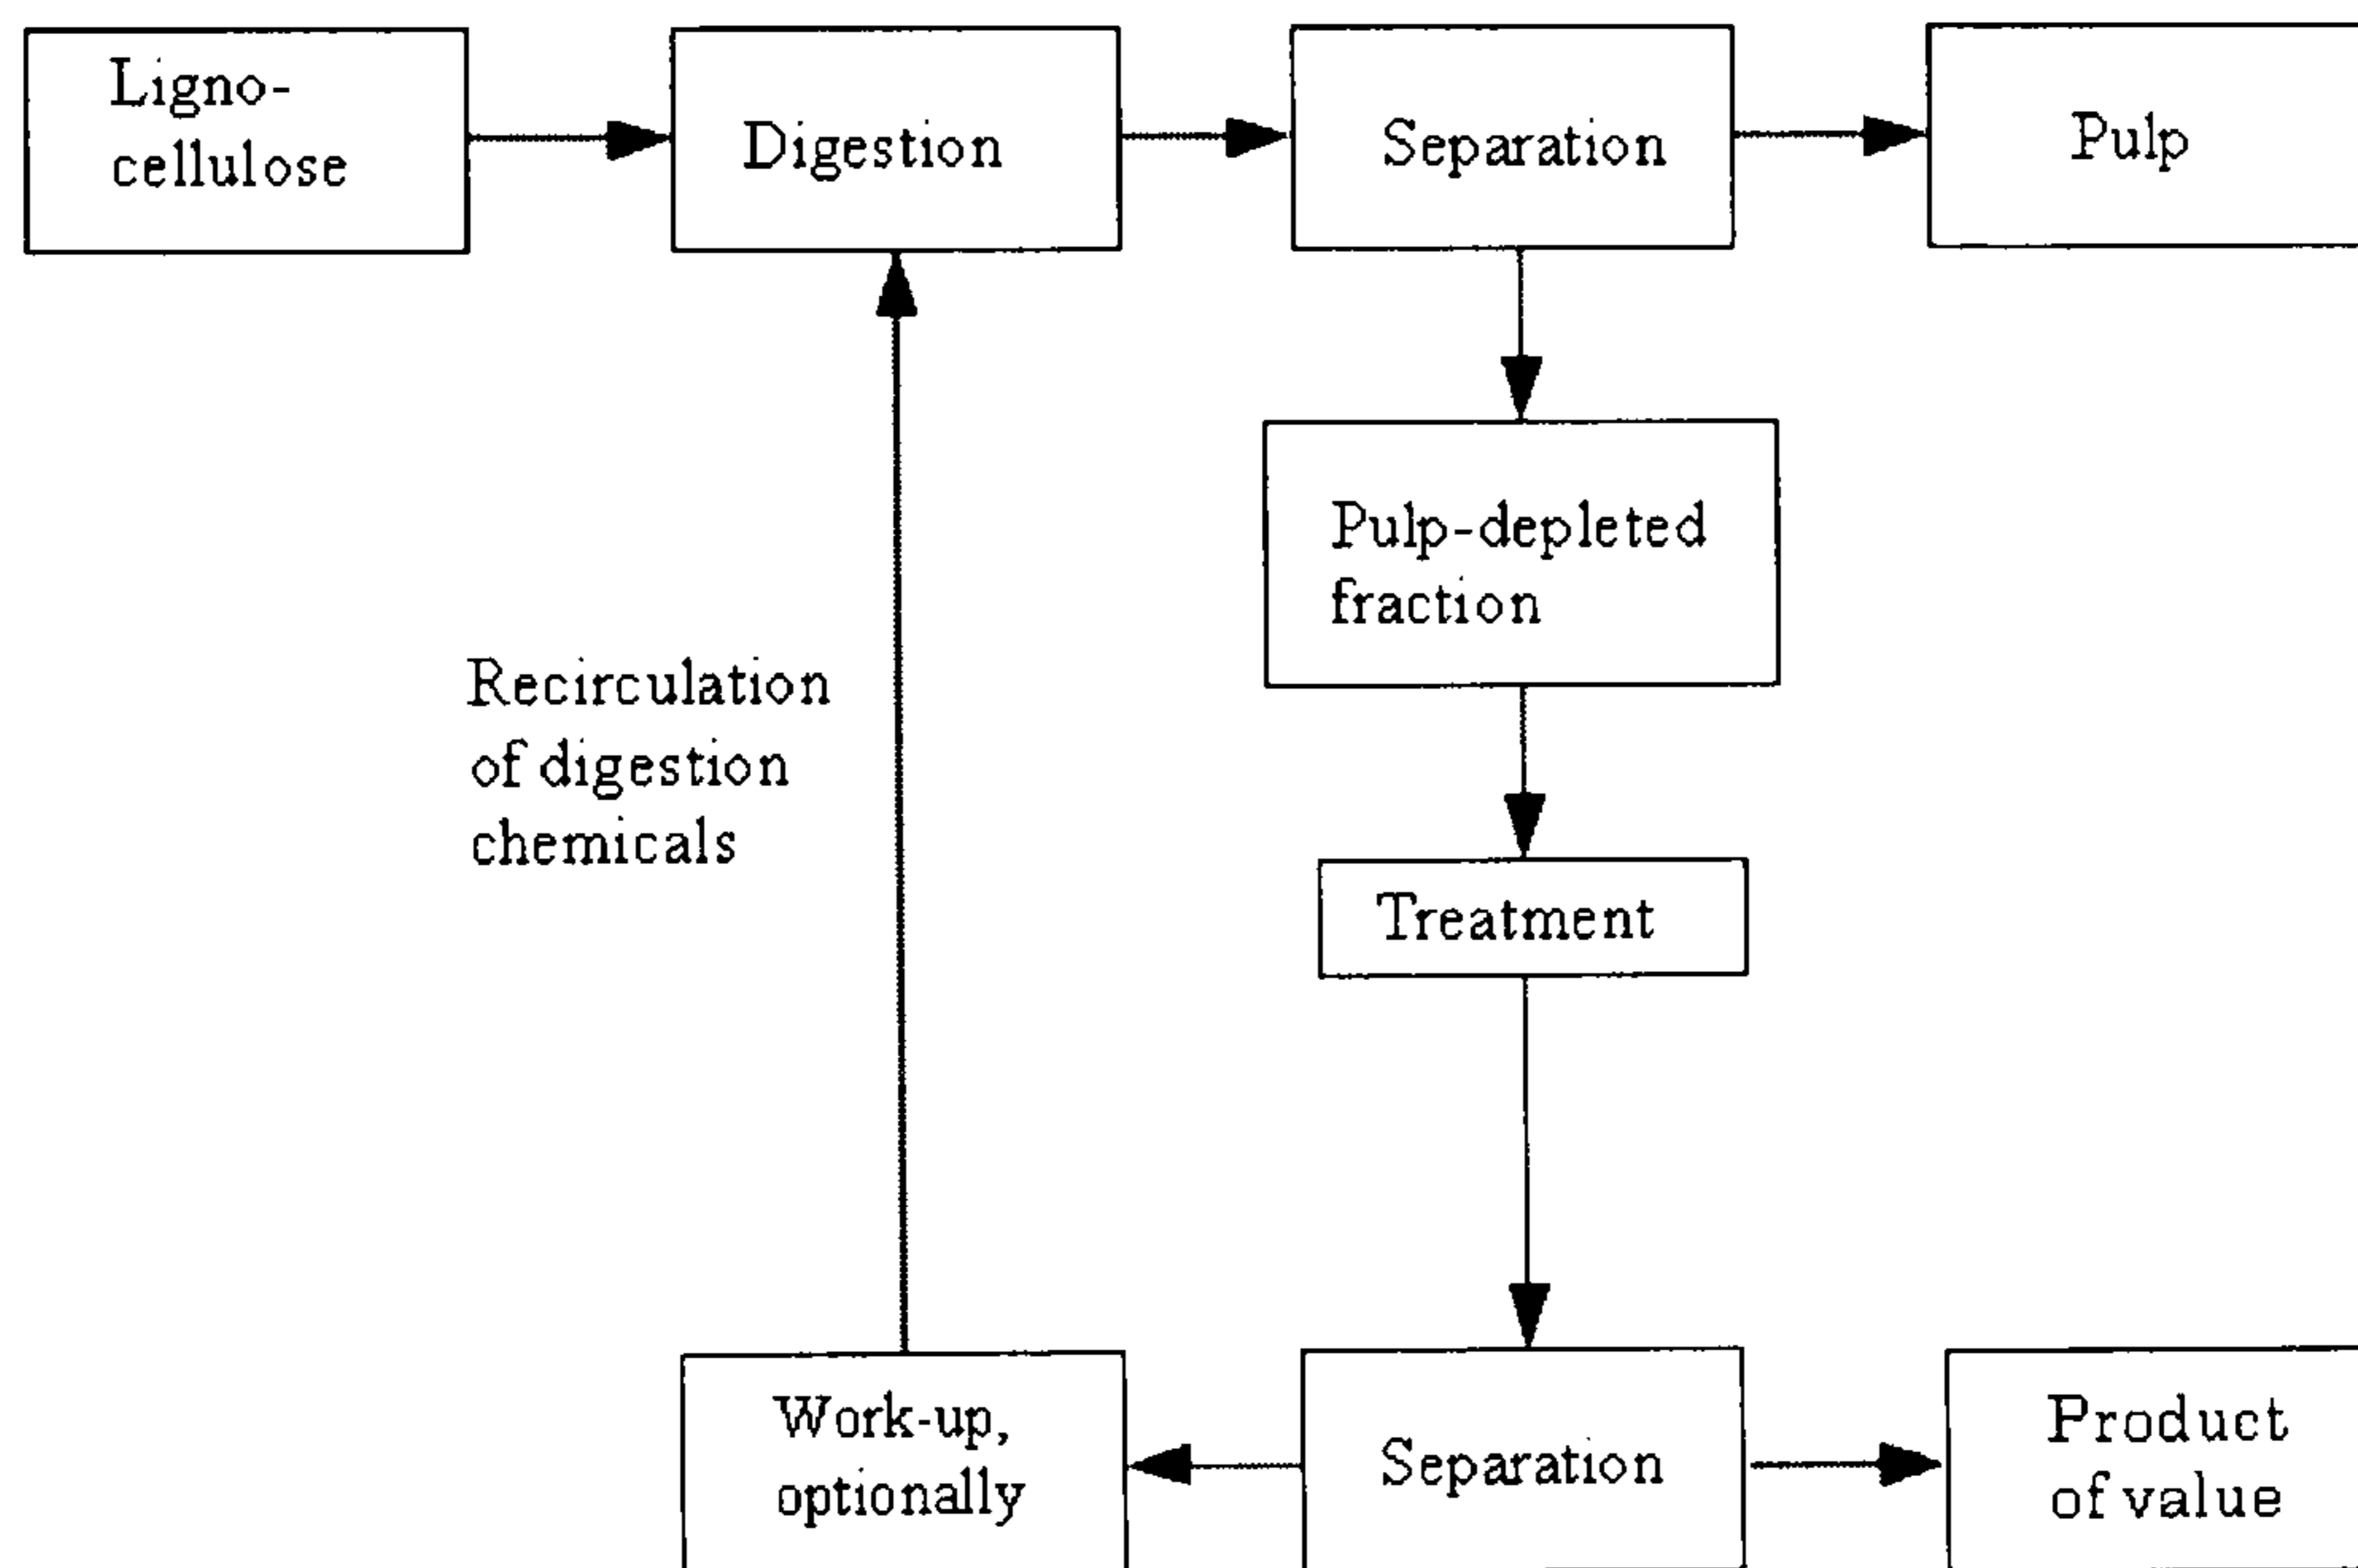 Ligno-
cellulose
Digestion
Separation
Pulp
Pulp-depleted
fraction
Treatment
Recirculation
of digestion
chemicals
Work-up,
optionally
Separation
Product
of value